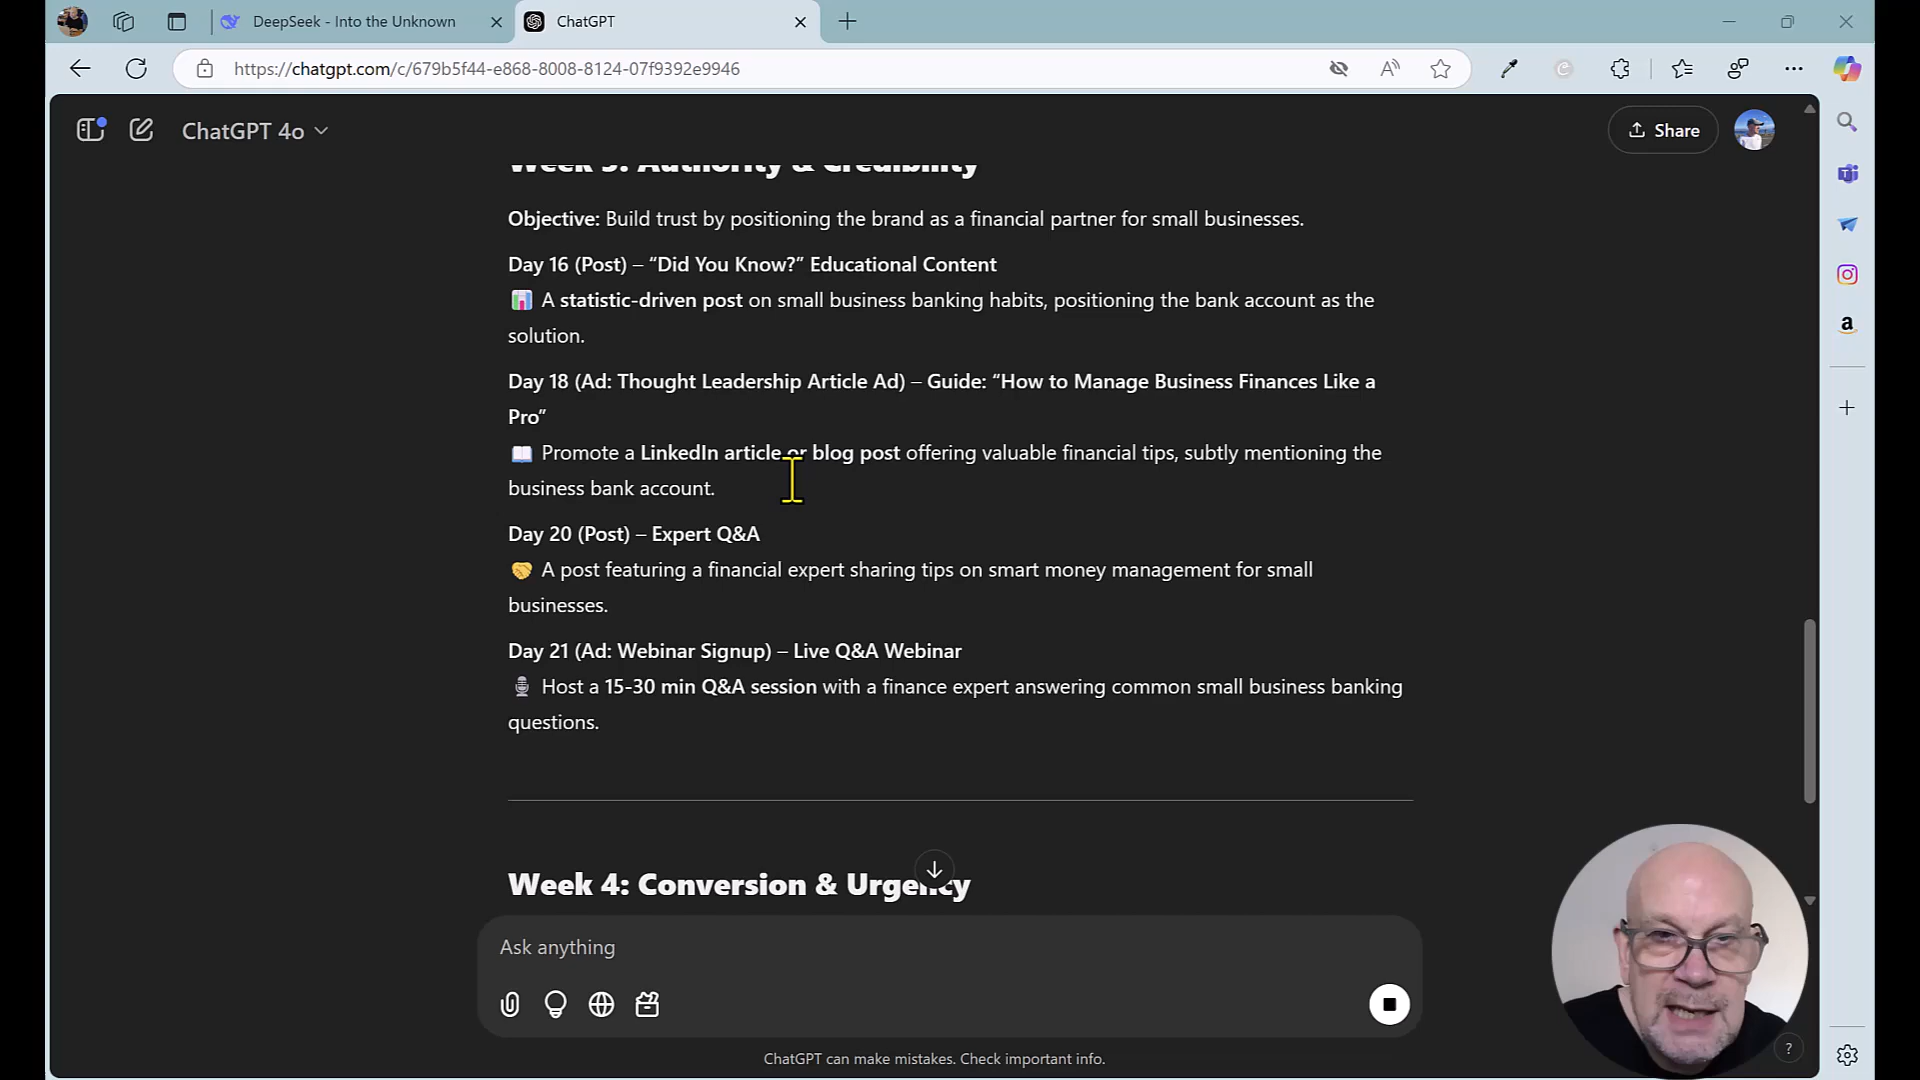 DeepSeek - Into the Unknown
ChatGPT
https://chatgpt.com/c/679b5f44-e868-8008-8124-07f9392e9946
ChatGPT 4o
Share
Week 3: Authority & Credibility
Objective: Build trust by positioning the brand as a financial partner for small businesses.
Day 16 (Post) – “Did You Know?” Educational Content
A statistic-driven post on small business banking habits, positioning the bank account as the
solution.
Day 18 (Ad: Thought Leadership Article Ad) – Guide: “How to Manage Business Finances Like a
Pro”
Promote a LinkedIn article or blog post offering valuable financial tips, subtly mentioning the
business bank account.
Day 20 (Post) – Expert Q&A
A post featuring a financial expert sharing tips on smart money management for small
businesses.
Day 21 (Ad: Webinar Signup) – Live Q&A Webinar
Host a 15-30 min Q&A session with a finance expert answering common small business banking
questions.
Week 4: Conversion & Urgency
Ask anything
ChatGPT can make mistakes. Check important info.
?